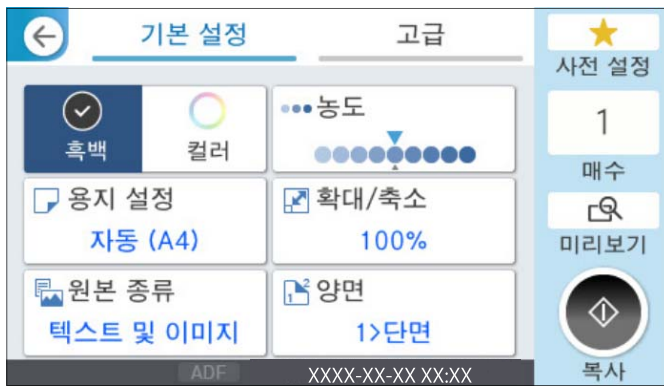 기본 설정
고급
사전 설정
흑백
컬러
농도
1
매수
용지 설정
자동 (A4)
확대/축소
100%
미리보기
원본 종류
텍스트 및 이미지
양면
1>단면
복사
ADF
XXXX-XX-XX XX:XX